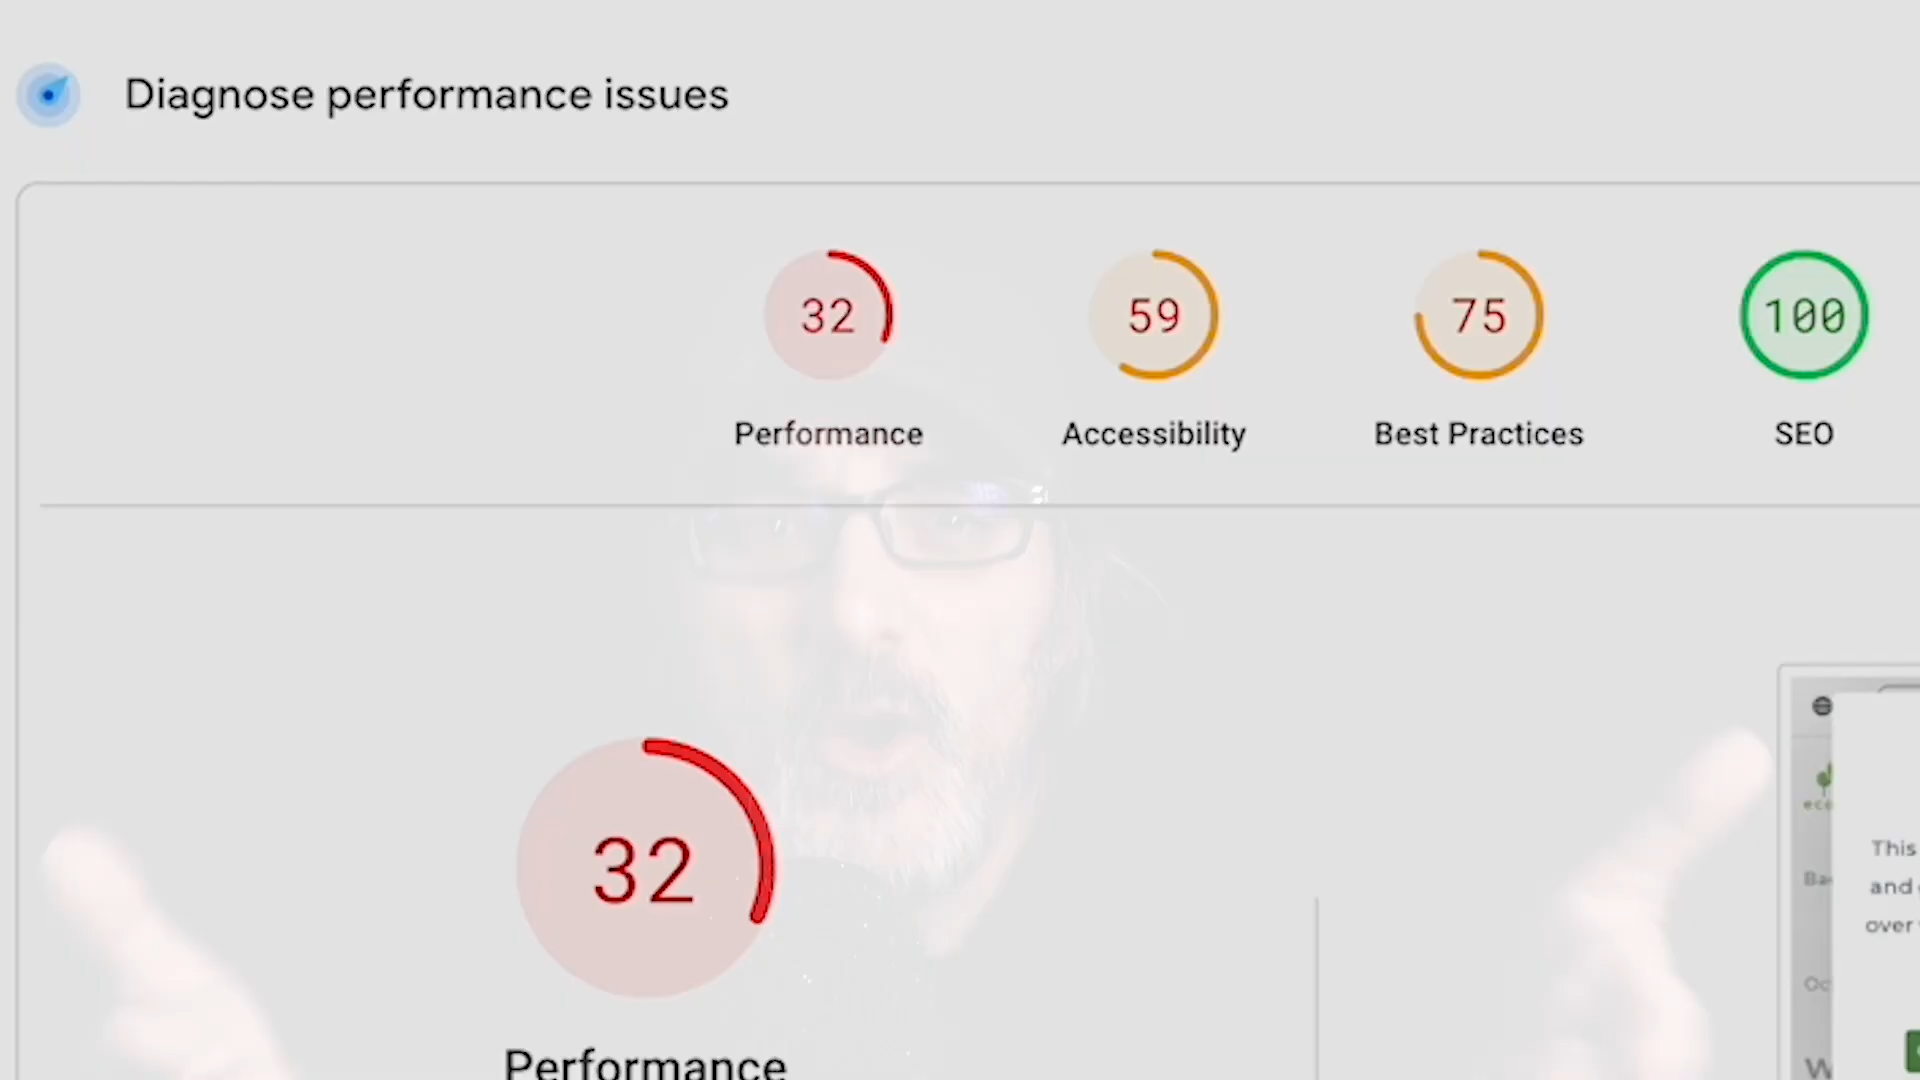 Diagnose performance issues
32
59
75
100
Performance
Accessibility
Best Practices
SEO
32
Performance
This
and
over